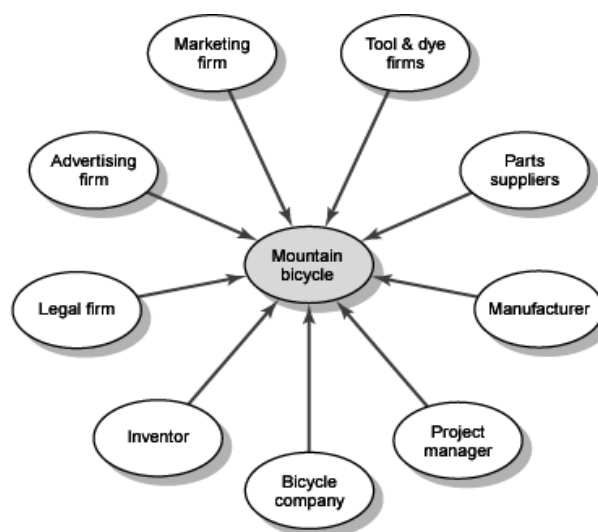 Marketing
firm
Tool & dye
firms
Advertising
firm
Parts
suppliers
Mountain
bicycle
Legal firm
Manufacturer
Inventor
Project
manager
Bicycle
company